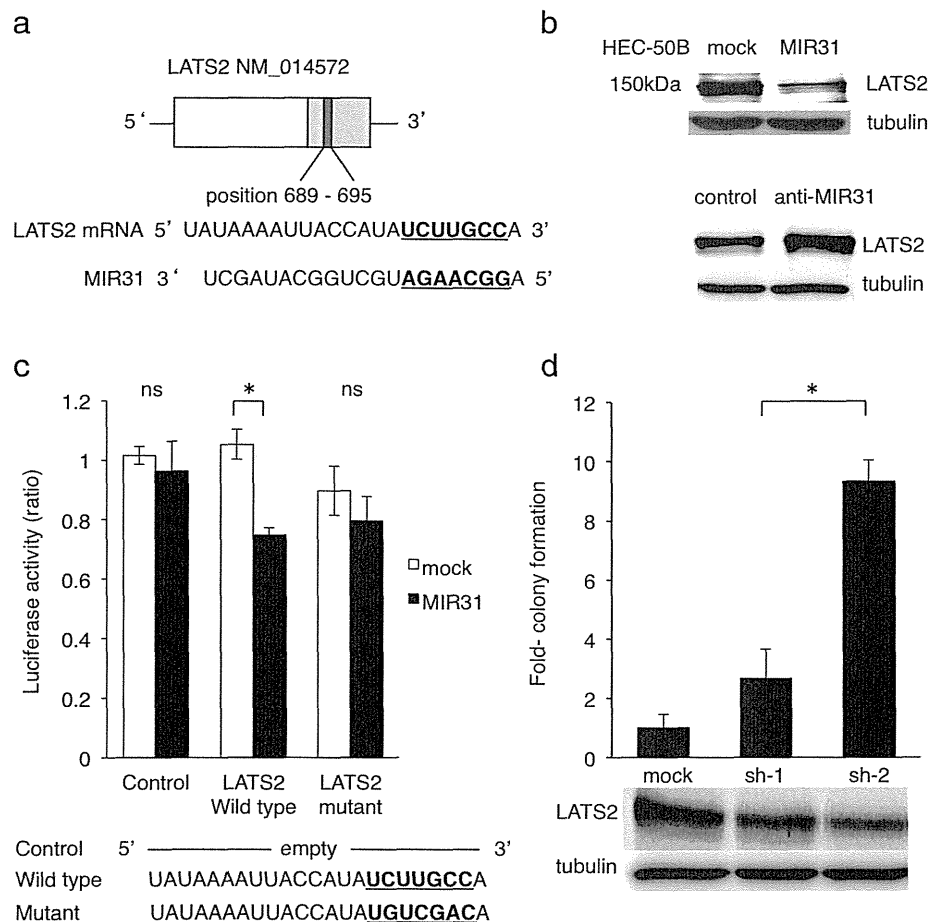 a
LATS2 NM_014572
5‘ 3’
position 689 - 695
LATS2 mRNA 5' UAUAAAAUUACCAUAUCUUGCCA 3'
MIR31 3‘ UCGAUACGGUCGUAGAACGGA 5'
b
HEC-50B mock MIR31
150kDa LATS2
tubulin
control anti-MIR31
LATS2
tubulin
c
ns * ns
Luciferase activity (ratio)
1.2
1
0.8
0.6
0.4
0.2
0
mock
MIR31
Control LATS2 Wild type LATS2 mutant
Control 5' empty 3'
Wild type UAUAAAAUUACCAUAUCUUGCCA
Mutant UAUAAAAUUACCAUAUGUCGACA
d
*
Fold- colony formation
12
10
8
6
4
2
0
mock sh-1 sh-2
LATS2
tubulin